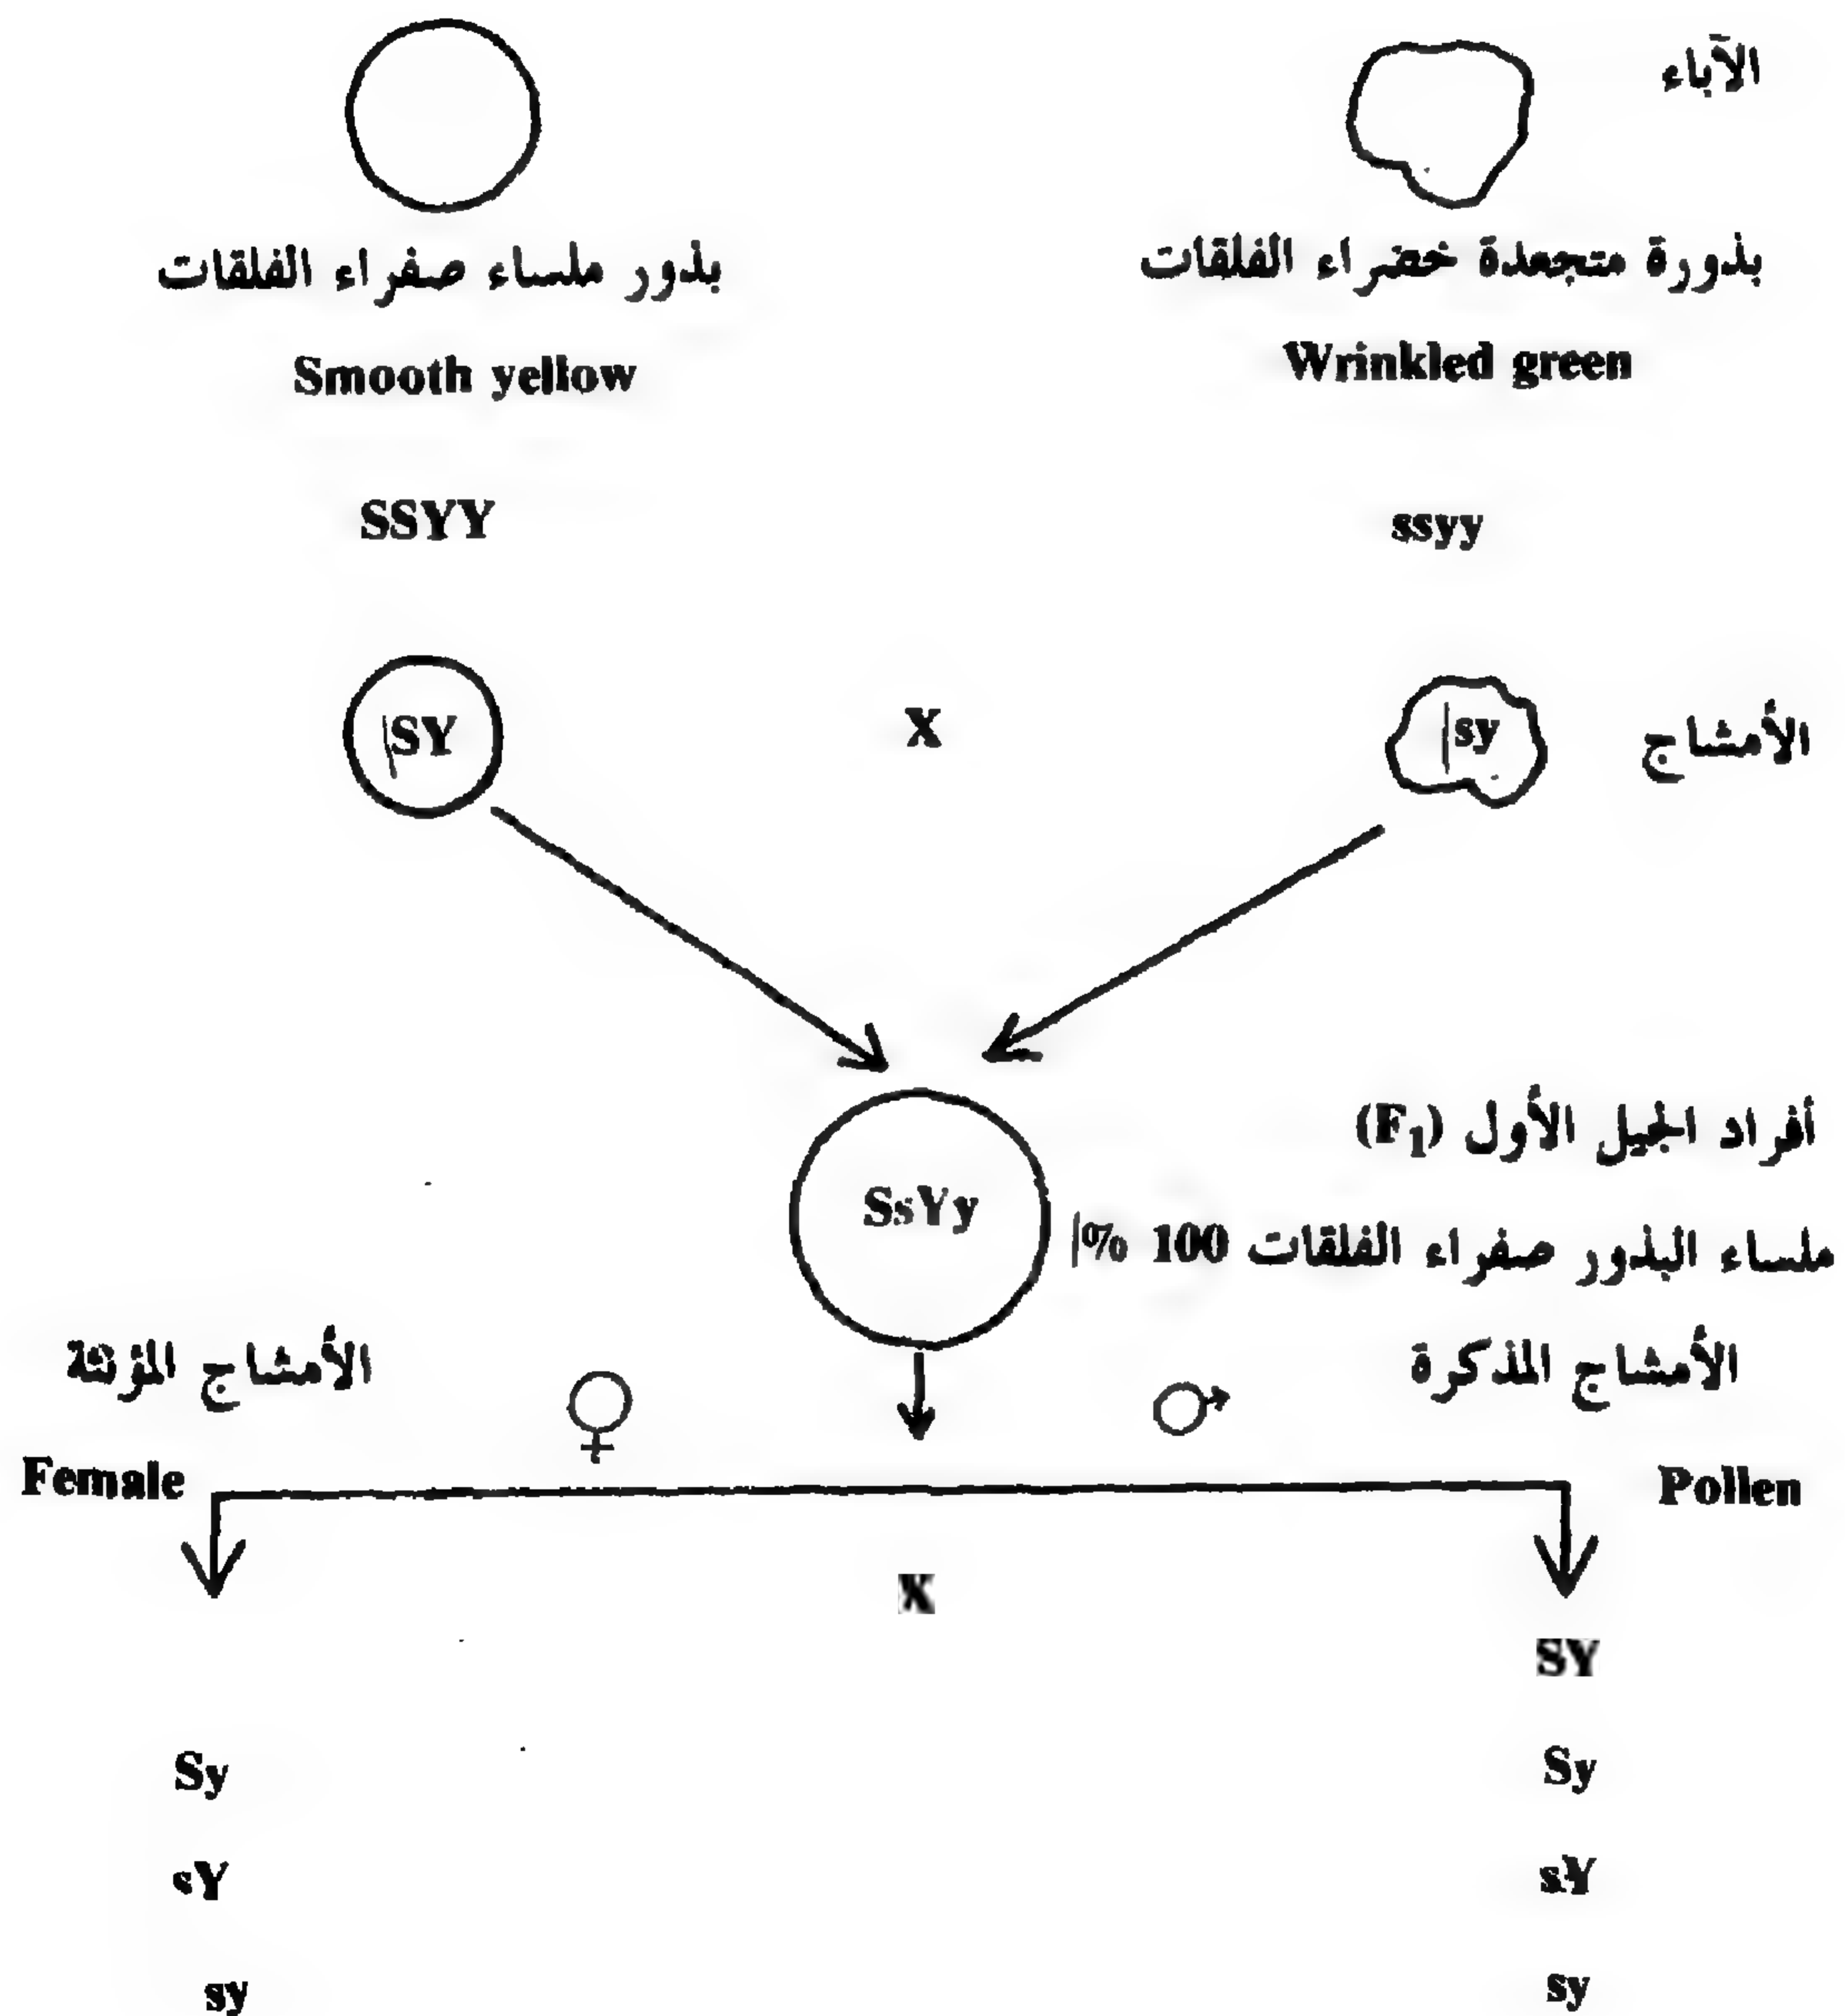 الآباء
بذورة متجعدة خضراء الفلقات
بذور ملساء صفراء الفلقات
Smooth yellow
Wrinkled green
SSYY
ssyy
SY
X
sy
الأمشاج
أفراد الجيل الأول (F1)
SsYy
ملساء البذور صفراء الفلقات 100 %
الأمشاج المذكرة
♂
♀
الأمشاج المؤنثة
Female
Pollen
X
SY
Sy
Sy
sY
sY
sy
sy